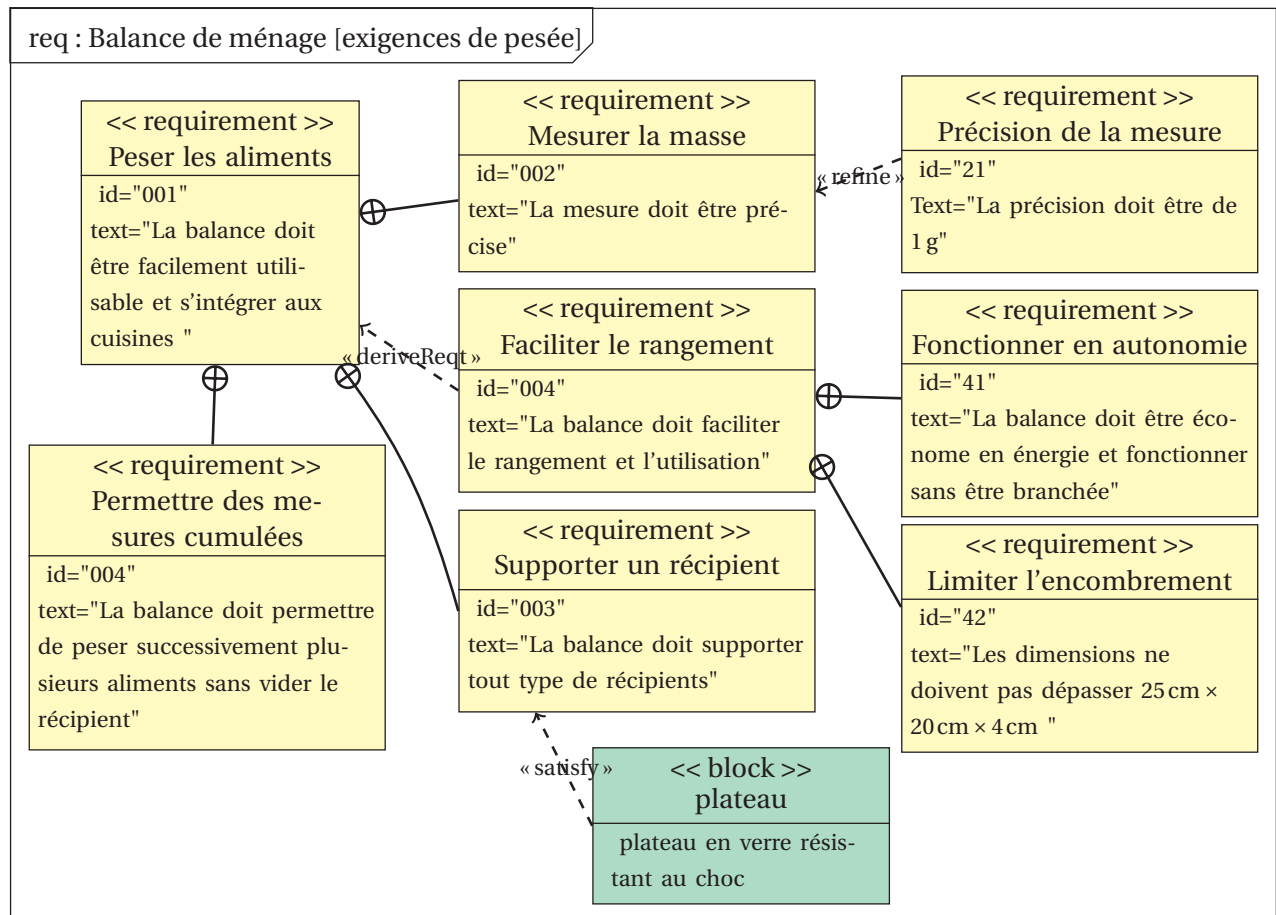 req : Balance de ménage [exigences de pesée]
<< requirement >>
Peser les aliments
id="001"
text="La balance doit
être facilement utili-
sable et s'intégrer aux
cuisines "
<< requirement >>
Mesurer la masse
id="002"
text="La mesure doit être pré-
cise"
<< requirement >>
Précision de la mesure
id="21"
Text="La précision doit être de
1 g"
« refine »
<< requirement >>
Faciliter le rangement
id="004"
text="La balance doit faciliter
le rangement et l'utilisation"
« deriveReqt »
<< requirement >>
Fonctionner en autonomie
id="41"
text="La balance doit être éco-
nome en énergie et fonctionner
sans être branchée"
<< requirement >>
Permettre des me-
sures cumulées
id="004"
text="La balance doit permettre
de peser successivement plu-
sieurs aliments sans vider le
récipient"
<< requirement >>
Supporter un récipient
id="003"
text="La balance doit supporter
tout type de récipients"
<< requirement >>
Limiter l'encombrement
id="42"
text="Les dimensions ne
doivent pas dépasser 25 cm ×
20 cm × 4 cm "
« satisfy »
<< block >>
plateau
plateau en verre résis-
tant au choc